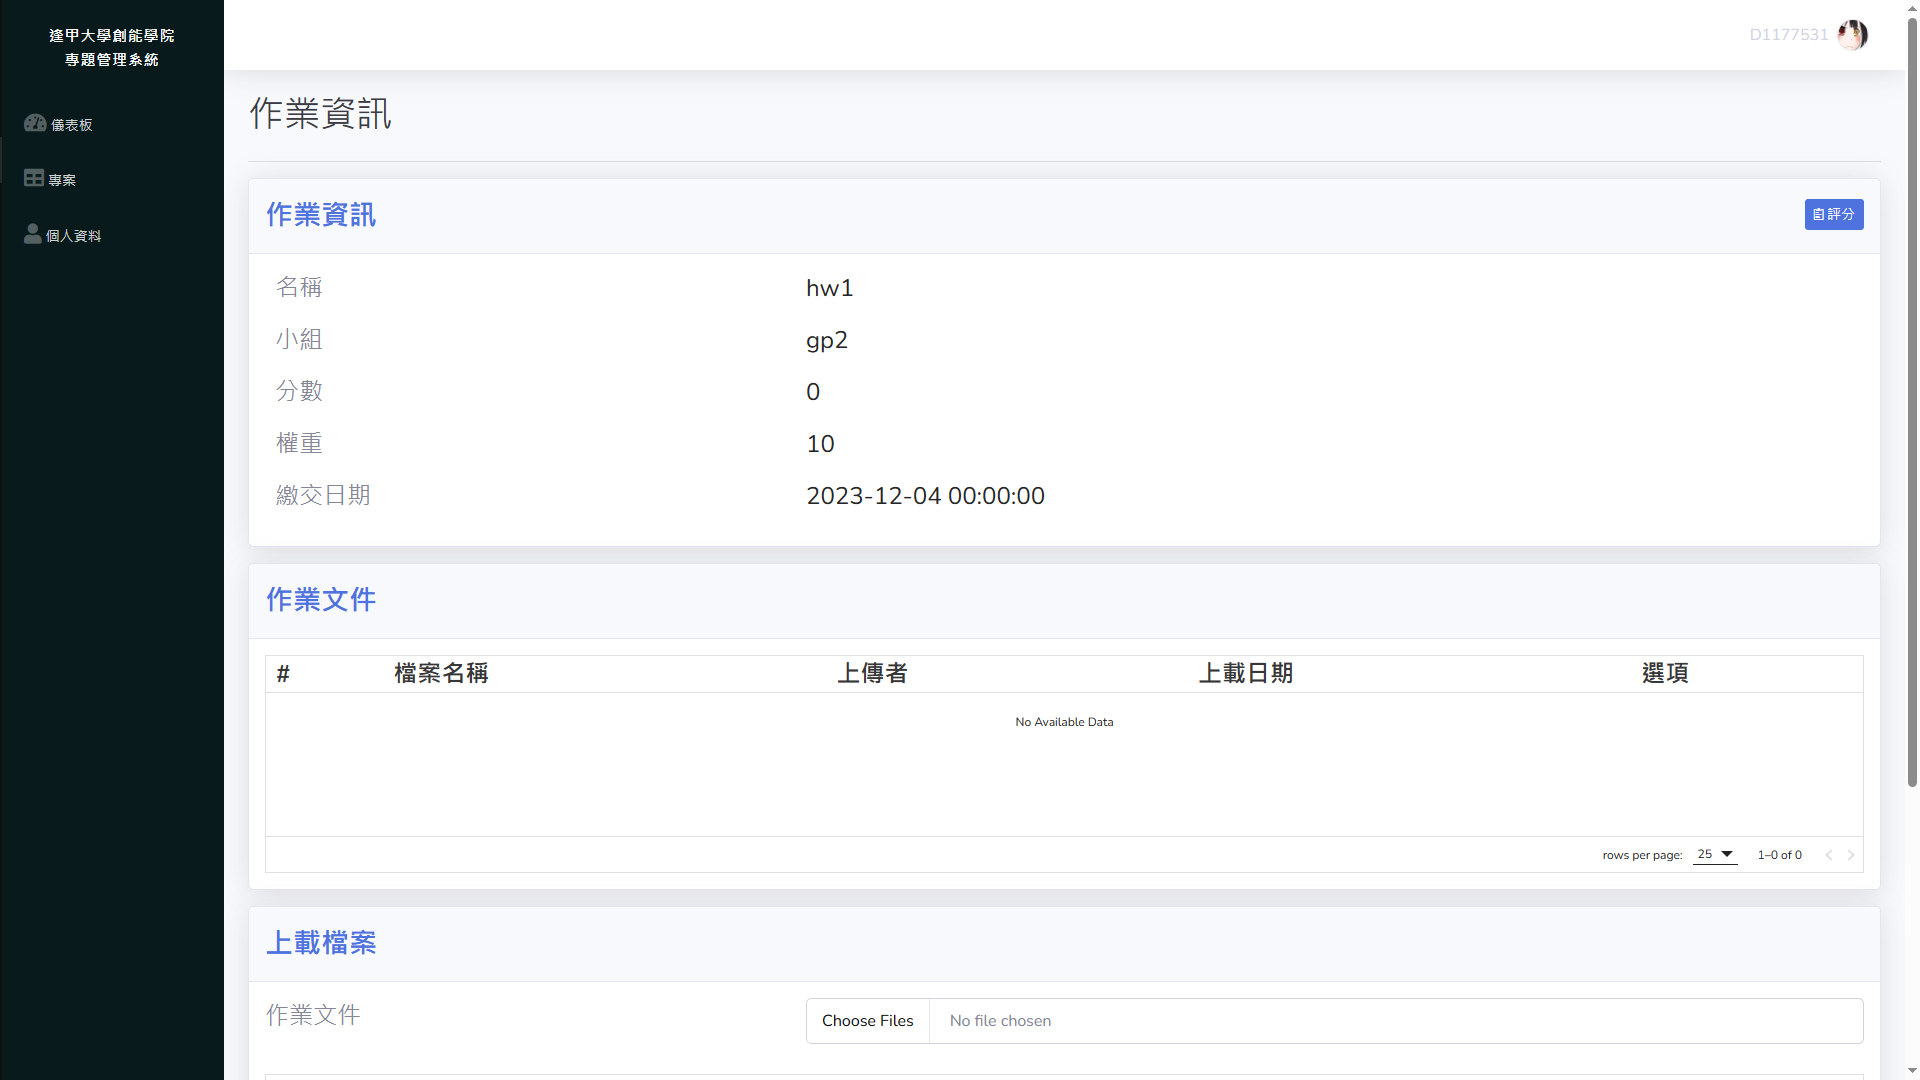 逢甲大學創能學院
專題管理系統
儀表板
專案
個人資料
D1177531
作業資訊
作業資訊
評分
名稱 hw1
小組 gp2
分數 0
權重 10
繳交日期 2023-12-04 00:00:00
作業文件
# 檔案名稱 上傳者 上載日期 選項
No Available Data
rows per page: 25 1–0 of 0
上載檔案
作業文件 Choose Files No file chosen